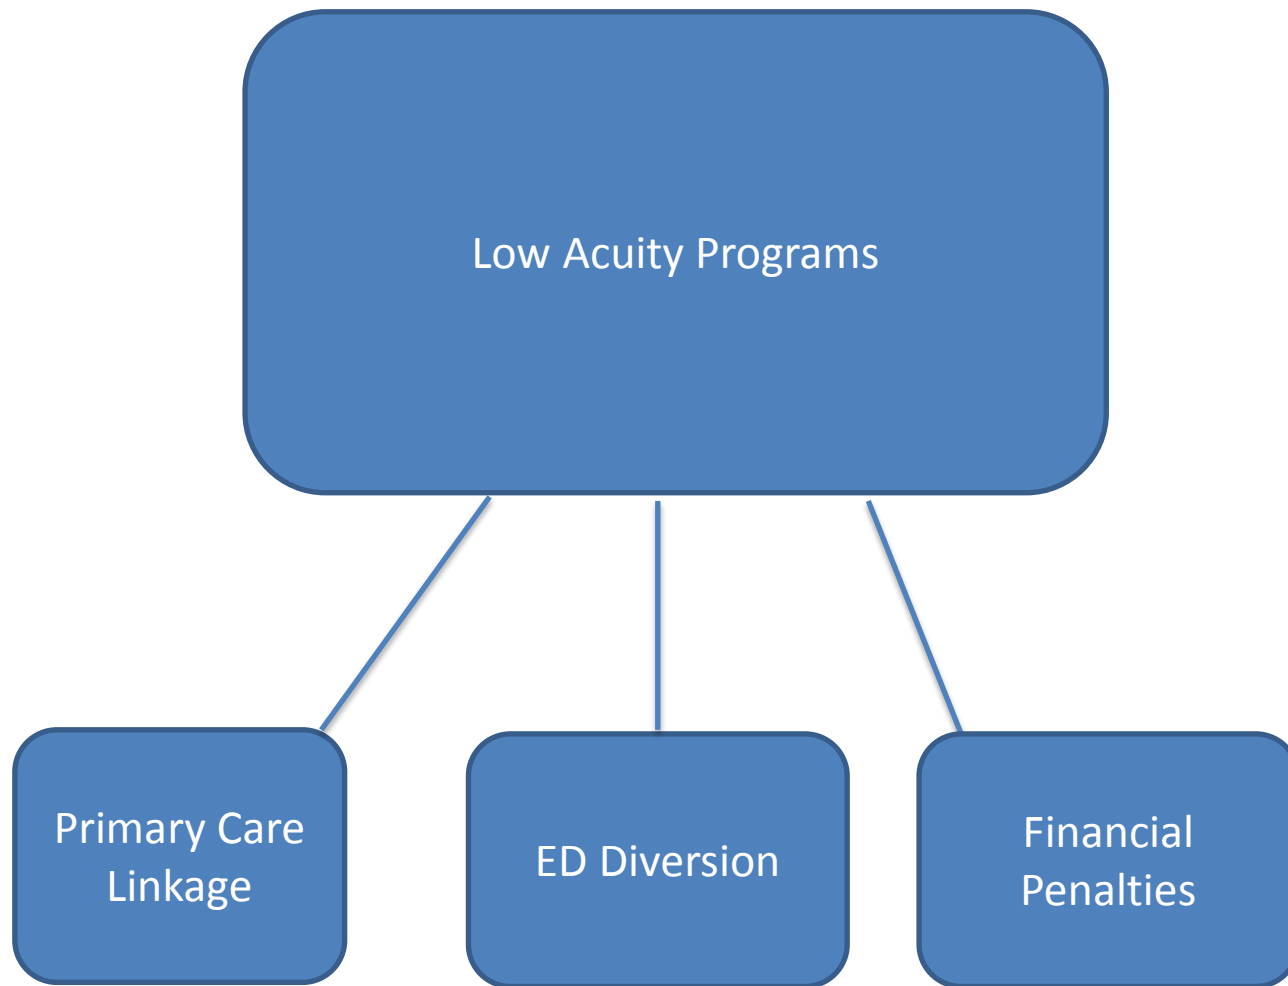 Low Acuity Programs
Primary Care
Linkage
ED Diversion
Financial
Penalties